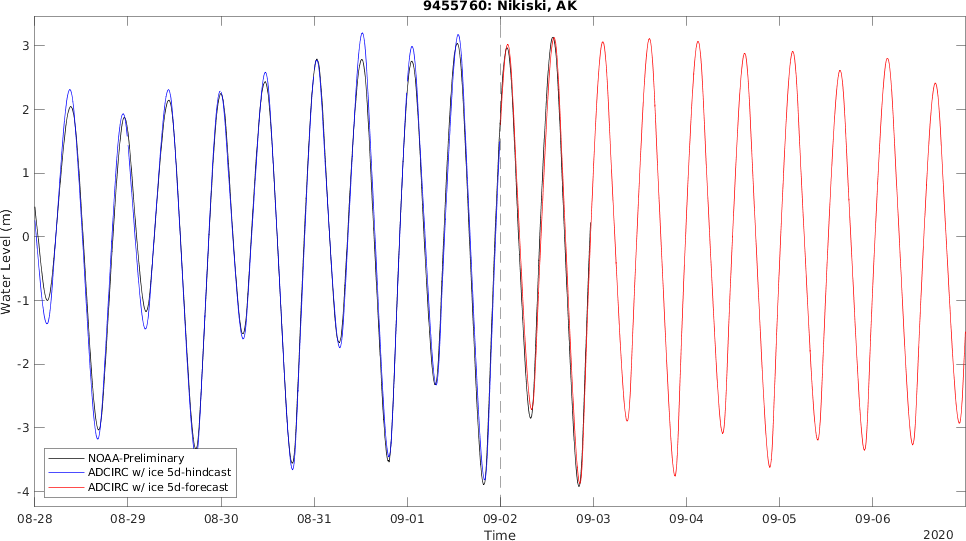 9455760: Nikiski, AK
3
2
1
0
-1
-2
-3
-4
Water Level (m)
NOAA-Preliminary
ADCIRC w/ ice 5d-hindcast
ADCIRC w/ ice 5d-forecast
08-28 08-29 08-30 08-31 09-01 09-02 09-03 09-04 09-05 09-06
Time
2020